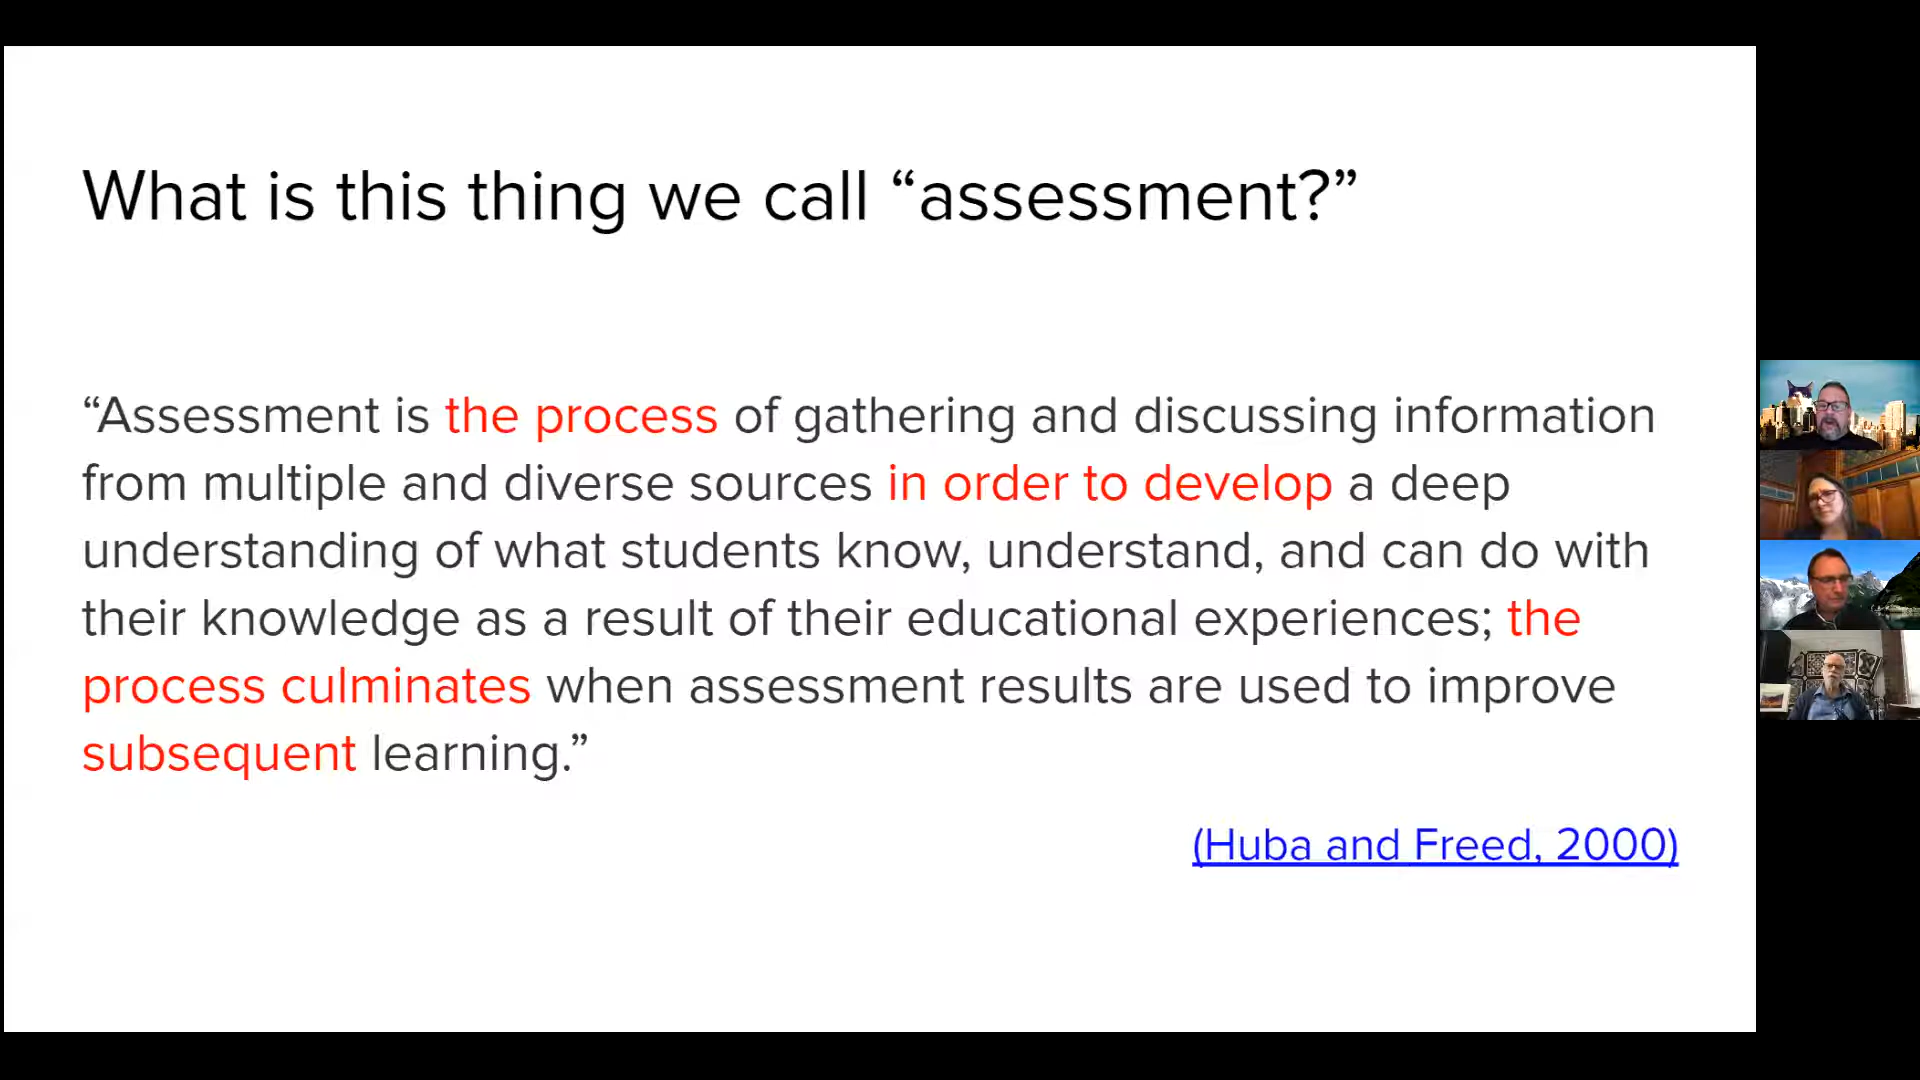 What is this thing we call “assessment?”
“Assessment is the process of gathering and discussing information
from multiple and diverse sources in order to develop a deep
understanding of what students know, understand, and can do with
their knowledge as a result of their educational experiences; the
process culminates when assessment results are used to improve
subsequent learning.”
(Huba and Freed, 2000)